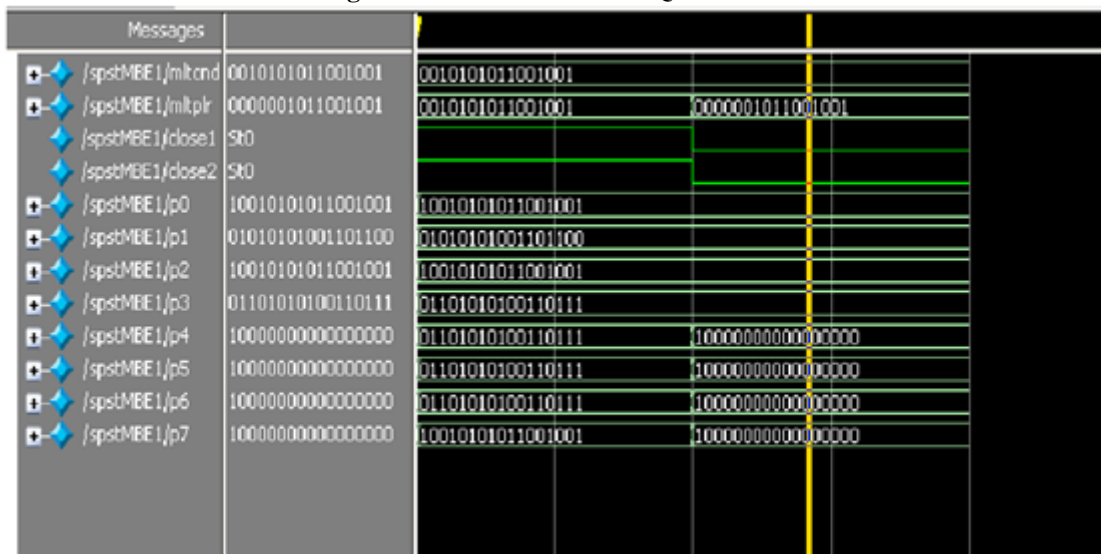 Messages
/spstMBE1/mltcnd 0010101011001001 0010101011001001
/spstMBE1/mltplr 0000001011001001 0010101011001001 0000001011001001
/spstMBE1/close1 St0
/spstMBE1/close2 St0
/spstMBE1/p0 10010101011001001 10010101011001001
/spstMBE1/p1 01010101001101100 01010101001101100
/spstMBE1/p2 10010101011001001 10010101011001001
/spstMBE1/p3 01101010100110111 01101010100110111
/spstMBE1/p4 10000000000000000 01101010100110111 10000000000000000
/spstMBE1/p5 10000000000000000 01101010100110111 10000000000000000
/spstMBE1/p6 10000000000000000 01101010100110111 10000000000000000
/spstMBE1/p7 10000000000000000 10010101011001001 10000000000000000